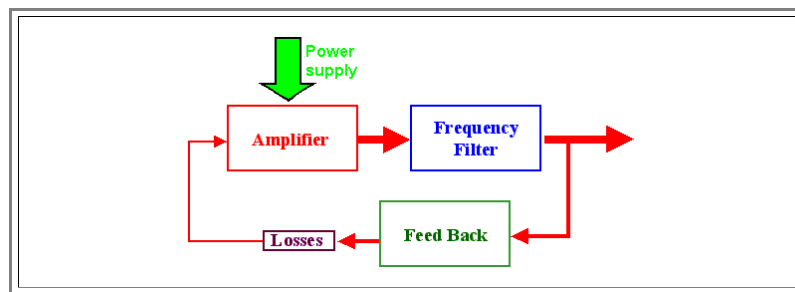 Power
supply
Amplifier
Frequency
Filter
Losses
Feed Back